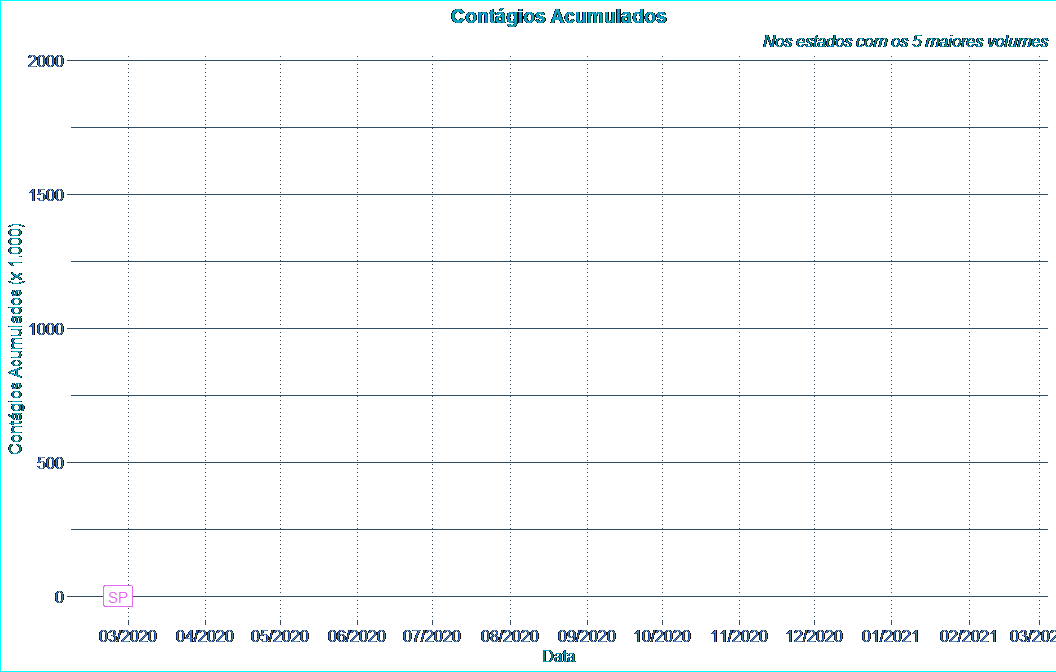 Contágios Acumulados
Nos estados com os 5 maiores volumes
2000
1500
1000
500
0
Contágios Acumulados (x 1.000)
SP
03/2020 04/2020 05/2020 06/2020 07/2020 08/2020 09/2020 10/2020 11/2020 12/2020 01/2021 02/2021 03/202
Data